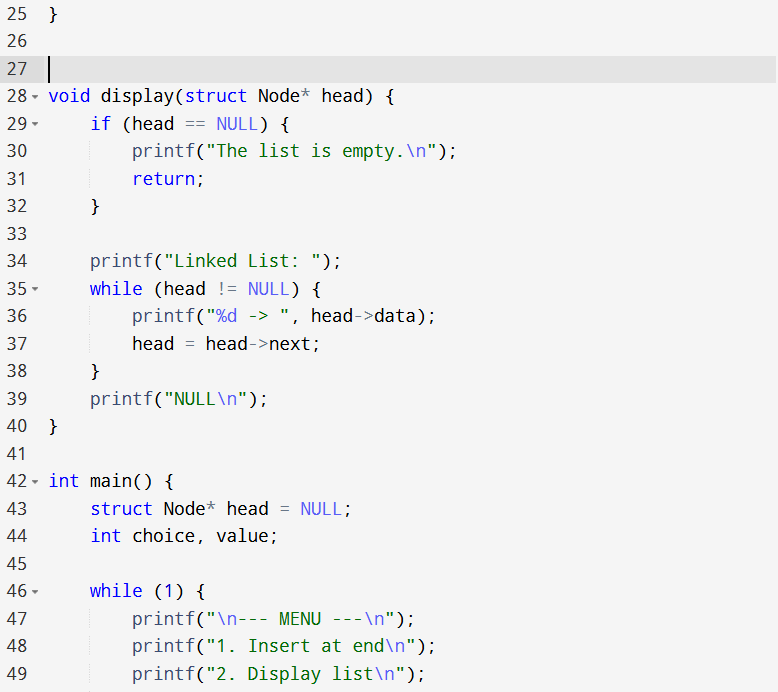 25 }
26
27
28 void display(struct Node* head) {
29     if (head == NULL) {
30         printf("The list is empty.\n");
31         return;
32     }
33
34     printf("Linked List: ");
35     while (head != NULL) {
36         printf("%d -> ", head->data);
37         head = head->next;
38     }
39     printf("NULL\n");
40 }
41
42 int main() {
43     struct Node* head = NULL;
44     int choice, value;
45
46     while (1) {
47         printf("\n--- MENU ---\n");
48         printf("1. Insert at end\n");
49         printf("2. Display list\n");